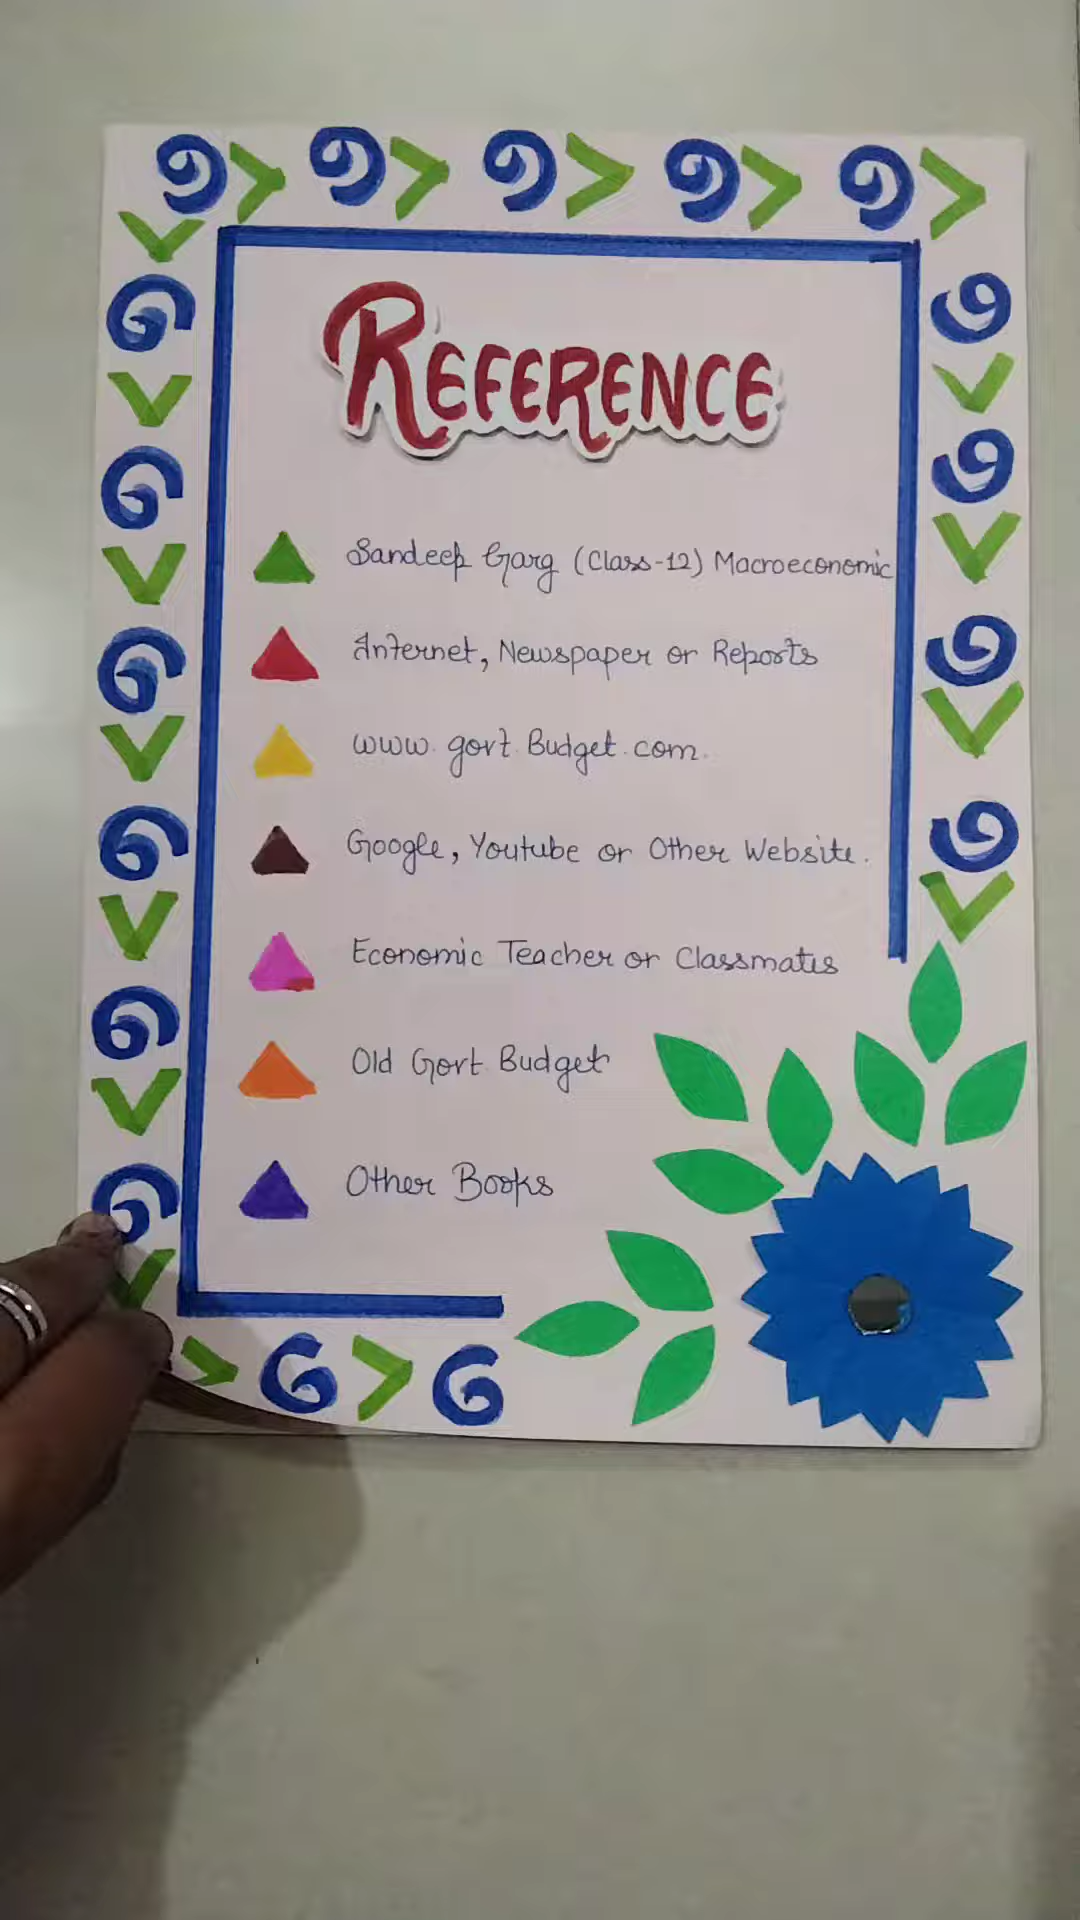 REFERENCE
Sandeep Garg (Class-12) Macroeconomic
Internet, Newspaper or Reports
www.govt.Budget.com.
Google, Youtube or Other Website.
Economic Teacher or Classmates
Old Govt Budget
Other Books